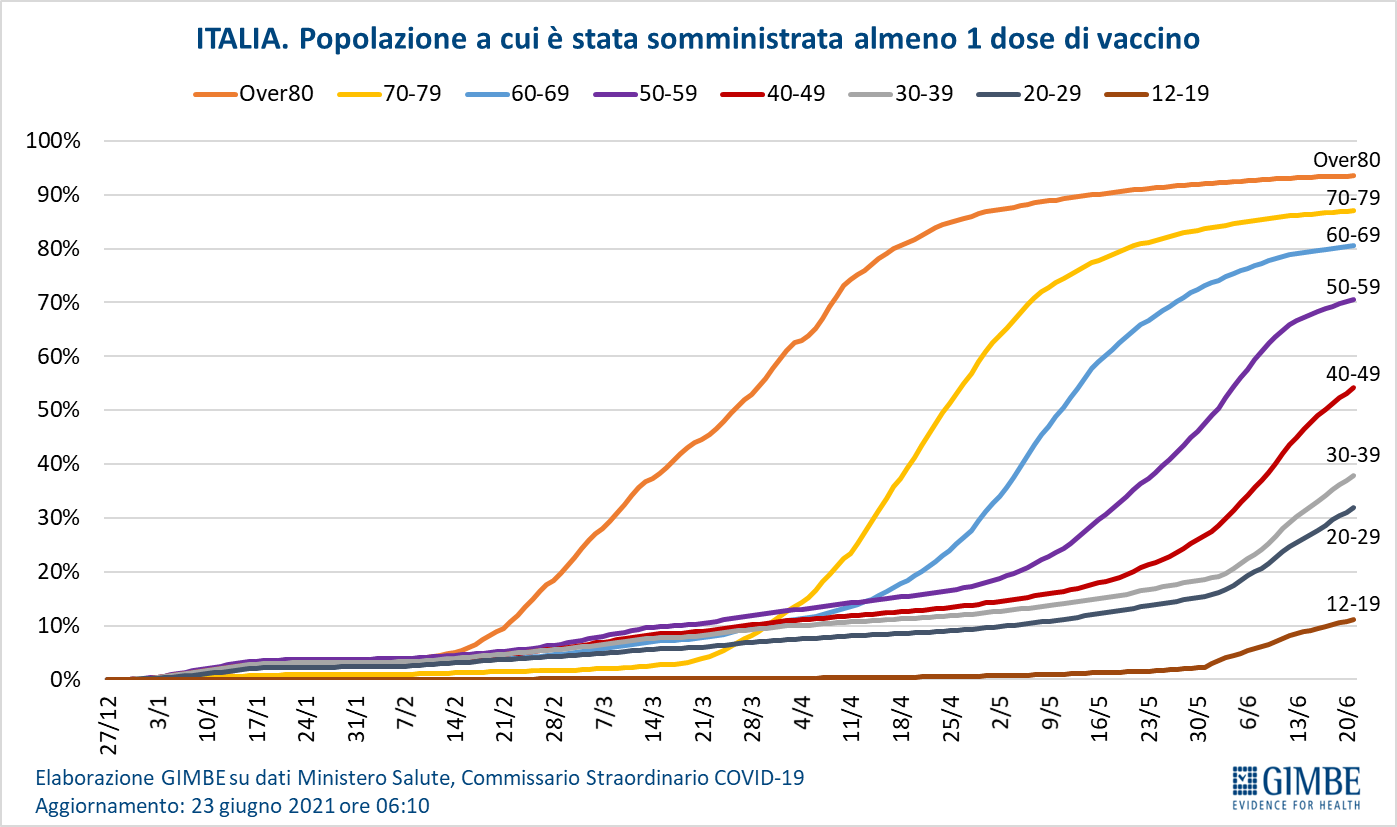 ITALIA. Popolazione a cui è stata somministrata almeno 1 dose di vaccino
Over80 70-79 60-69 50-59 40-49 30-39 20-29 12-19
100%
90%
80%
70%
60%
50%
40%
30%
20%
10%
0%
Over80
70-79
60-69
50-59
40-49
30-39
20-29
12-19
27/12 3/1 10/1 17/1 24/1 31/1 7/2 14/2 21/2 28/2 7/3 14/3 21/3 28/3 4/4 11/4 18/4 25/4 2/5 9/5 16/5 23/5 30/5 6/6 13/6 20/6
Elaborazione GIMBE su dati Ministero Salute, Commissario Straordinario COVID-19
Aggiornamento: 23 giugno 2021 ore 06:10
GIMBE
EVIDENCE FOR HEALTH